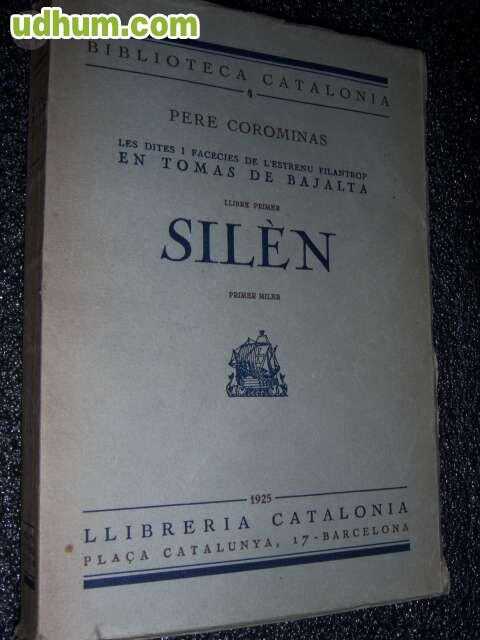 udhum.com
BIBLIOTECA CATALONIA
4
PERE COROMINAS
LES DITES I FACECIES DE L'ESTRENU FILANTROP
EN TOMAS DE BAJALTA
LLIBRE PRIMER
SILÈN
PRIMER MILER
1925
LLIBRERIA CATALONIA
PLAÇA CATALUNYA, 17-BARCELONA